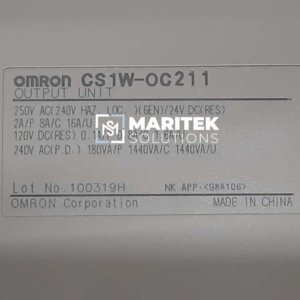 OMRON CS1W-OC211
OUTPUT UNIT
250V AC(240V HAZ. LOC. )(GEN)/24V DC(RES)
2A/P 8A/C 16A/U
MARITEK
SOLUTIONS
120V DC(RES)
240V AC(P.D.) 180VA/P 1440VA/C 1440VA/U
Lot No. 100319H
NK APP.<98A106>
OMRON Corporation
MADE IN CHINA